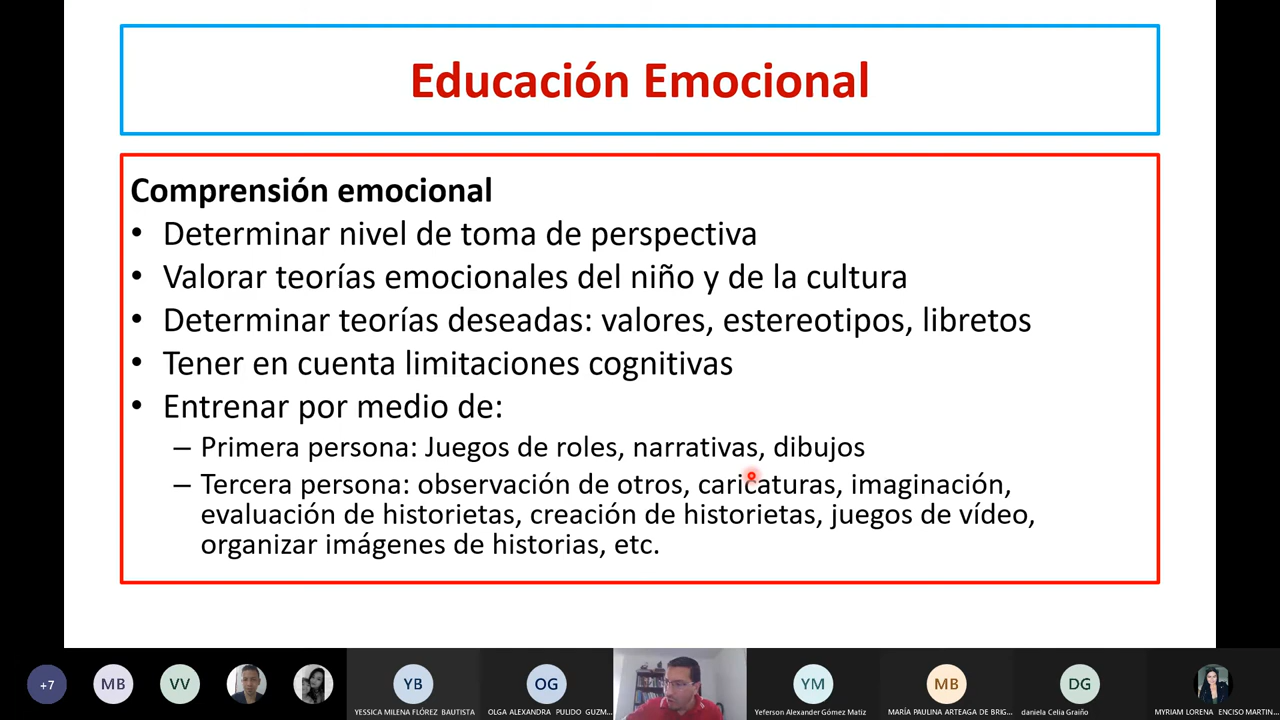 Educación Emocional
Comprensión emocional
• Determinar nivel de toma de perspectiva
• Valorar teorías emocionales del niño y de la cultura
• Determinar teorías deseadas: valores, estereotipos, libretos
• Tener en cuenta limitaciones cognitivas
• Entrenar por medio de:
– Primera persona: Juegos de roles, narrativas, dibujos
– Tercera persona: observación de otros, caricaturas, imaginación,
evaluación de historietas, creación de historietas, juegos de vídeo,
organizar imágenes de historias, etc.
+7
MB
VV
YB
OG
YM
MB
DG
YESSICA MILENA FLÓREZ BAUTISTA
OLGA ALEXANDRA PULIDO GUZM...
Yeferson Alexander Gómez Matiz
MARÍA PAULINA ARTEAGA DE BRIG...
daniela Celia Graiño
MYRIAM LORENA ENCISO MARTIN...